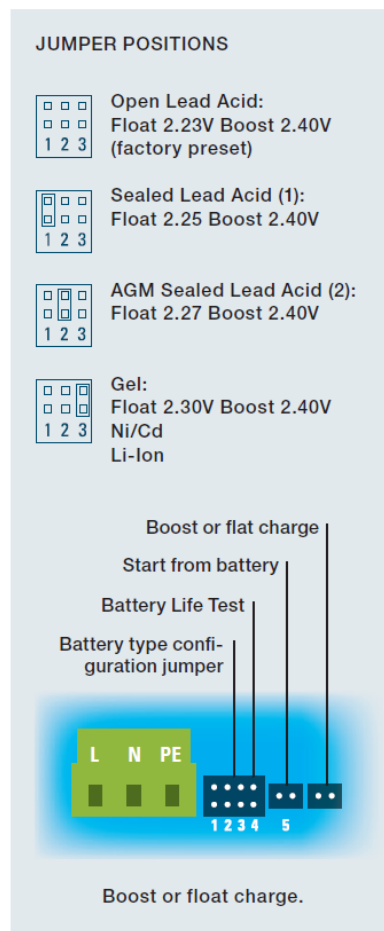 JUMPER POSITIONS
Open Lead Acid:
Float 2.23V Boost 2.40V
(factory preset)
1 2 3
Sealed Lead Acid (1):
Float 2.25 Boost 2.40V
1 2 3
AGM Sealed Lead Acid (2):
Float 2.27 Boost 2.40V
1 2 3
Gel:
Float 2.30V Boost 2.40V
Ni/Cd
Li-Ion
1 2 3
Boost or flat charge
Start from battery
Battery Life Test
Battery type confi-
guration jumper
L N PE
1 2 3 4 5
Boost or float charge.